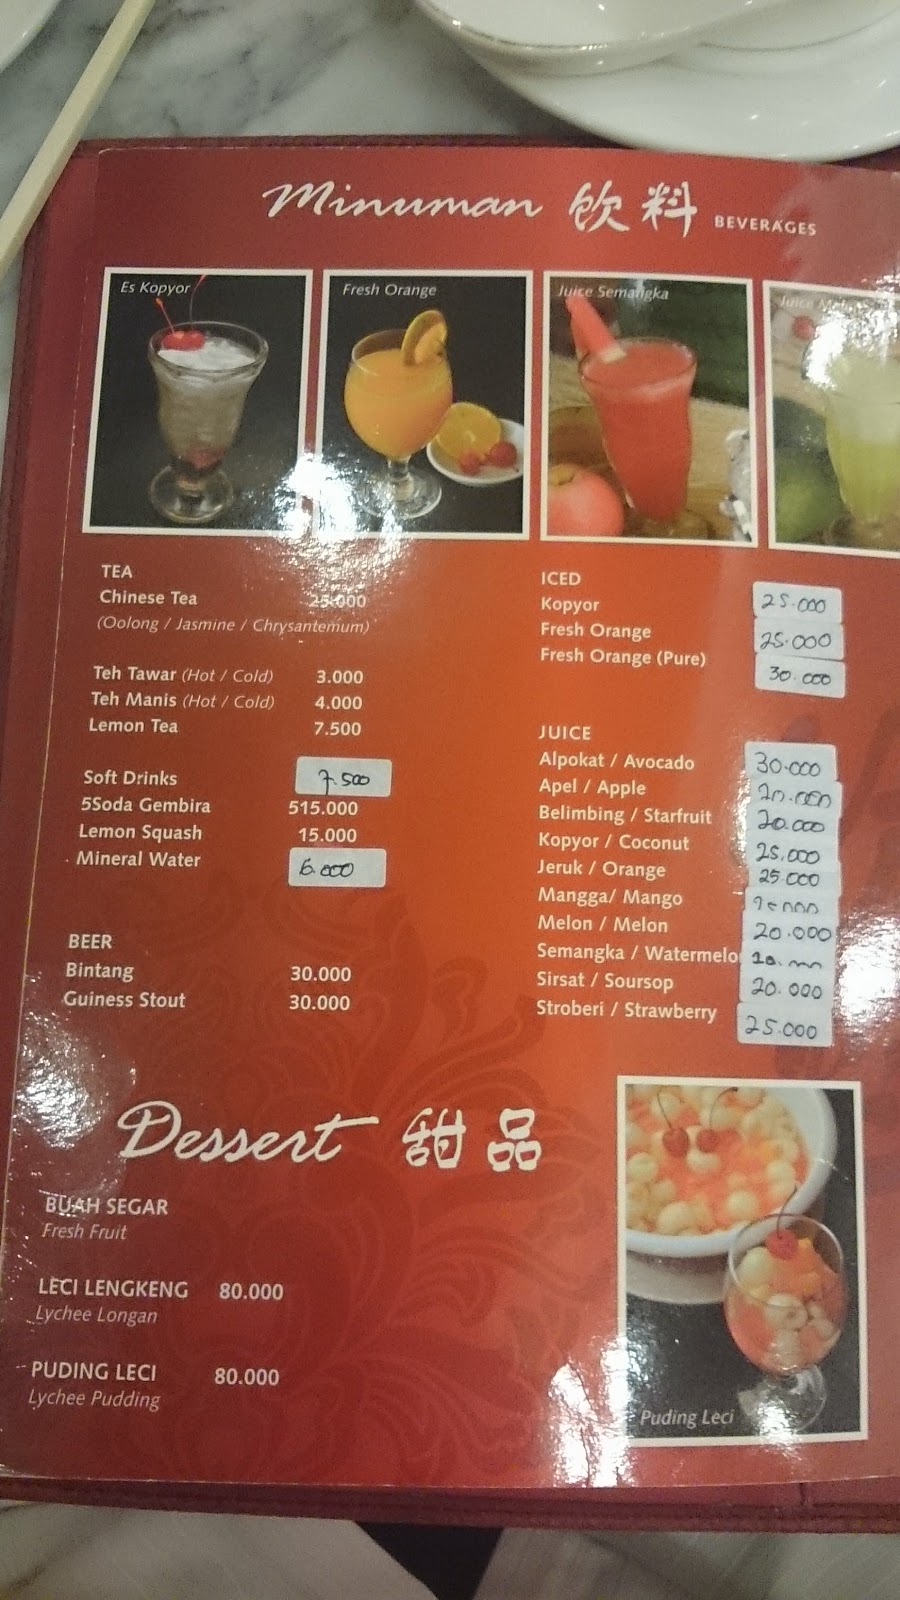 Minuman 飲料 BEVERAGES
Es Kopyor
Fresh Orange
Juice Semangka
Juice
TEA
Chinese Tea 25.000
(Oolong / Jasmine / Chrysantemum)
Teh Tawar (Hot / Cold) 3.000
Teh Manis (Hot / Cold) 4.000
Lemon Tea 7.500
Soft Drinks 7.500
5Soda Gembira 515.000
Lemon Squash 15.000
Mineral Water 6.000
BEER
Bintang 30.000
Guiness Stout 30.000
ICED
Kopyor 25.000
Fresh Orange 25.000
Fresh Orange (Pure) 30.000
JUICE
Alpokat / Avocado 30.000
Apel / Apple 20.000
Belimbing / Starfruit 20.000
Kopyor / Coconut 25.000
Jeruk / Orange 25.000
Mangga/ Mango
Melon / Melon 20.000
Semangka / Watermelo
Sirsat / Soursop 20.000
Stroberi / Strawberry 25.000
Dessert 甜品
BUAH SEGAR
Fresh Fruit
LECI LENGKENG 80.000
Lychee Longan
PUDING LECI 80.000
Lychee Pudding
Puding Leci